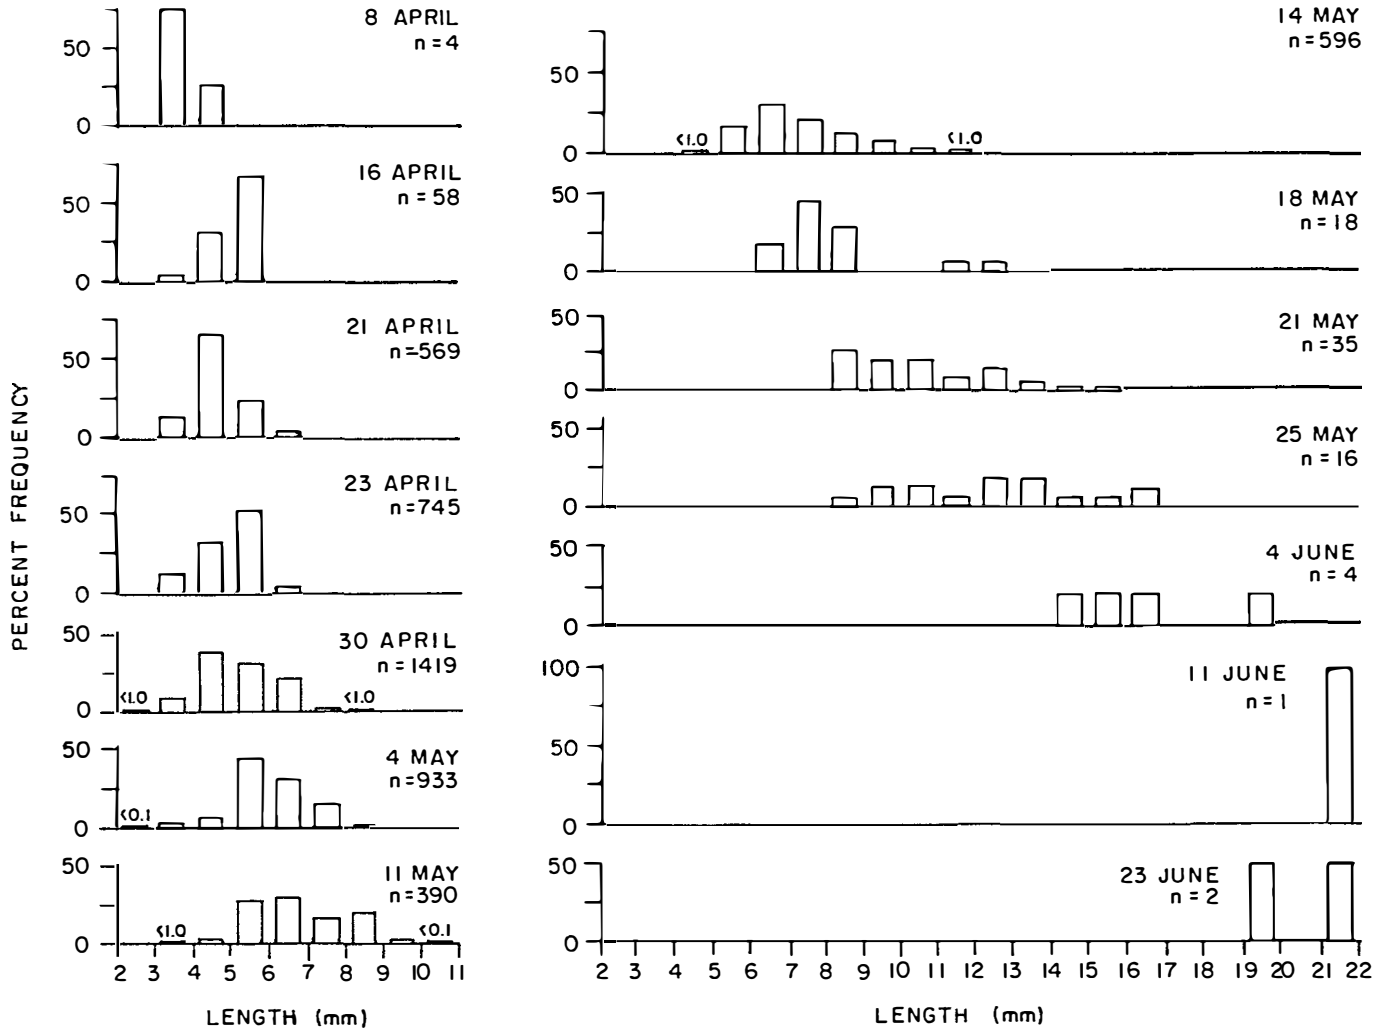 PERCENT FREQUENCY
8 APRIL
n=4
50
0
16 APRIL
n=58
50
0
21 APRIL
n=569
50
0
23 APRIL
n=745
50
0
30 APRIL
n=1419
50
0
<1.0
<1.0
4 MAY
n=933
50
0
<0.1
11 MAY
n=390
50
0
<1.0
<0.1
2 3 4 5 6 7 8 9 10 11
LENGTH (mm)
14 MAY
n=596
50
0
<1.0
<1.0
18 MAY
n=18
50
0
21 MAY
n=35
50
0
25 MAY
n=16
50
0
4 JUNE
n=4
50
0
11 JUNE
n=1
100
50
0
23 JUNE
n=2
50
0
2 3 4 5 6 7 8 9 10 11 12 13 14 15 16 17 18 19 20 21 22
LENGTH (mm)